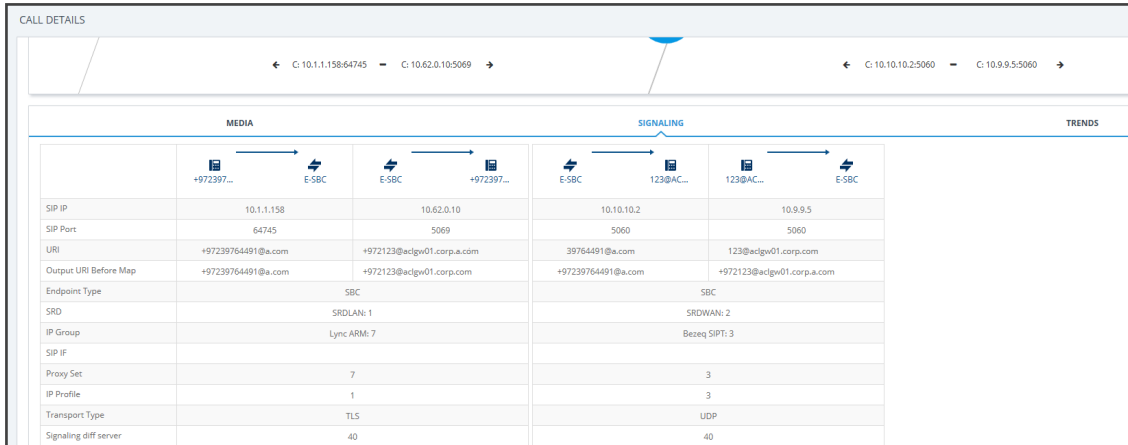 CALL DETAILS
C: 10.1.1.158:64745 – C: 10.62.0.10:5069
C: 10.10.10.2:5060 – C: 10.9.9.5:5060
MEDIA SIGNALING TRENDS
+972397... E-SBC E-SBC +972397... E-SBC 123@AC... 123@AC... E-SBC
SIP IP 10.1.1.158 10.62.0.10 10.10.10.2 10.9.9.5
SIP Port 64745 5069 5060 5060
URI +97239764491@a.com +972123@aclgw01.corp.a.com 39764491@a.com 123@aclgw01.corp.com
Output URI Before Map +97239764491@a.com +972123@aclgw01.corp.com +97239764491@a.com +972123@aclgw01.corp.a.com
Endpoint Type SBC SBC
SRD SRDLAN: 1 SRDWAN: 2
IP Group Lync ARM: 7 Bezeq SIPT: 3
SIP IF
Proxy Set 7 3
IP Profile 1 3
Transport Type TLS UDP
Signaling diff server 40 40